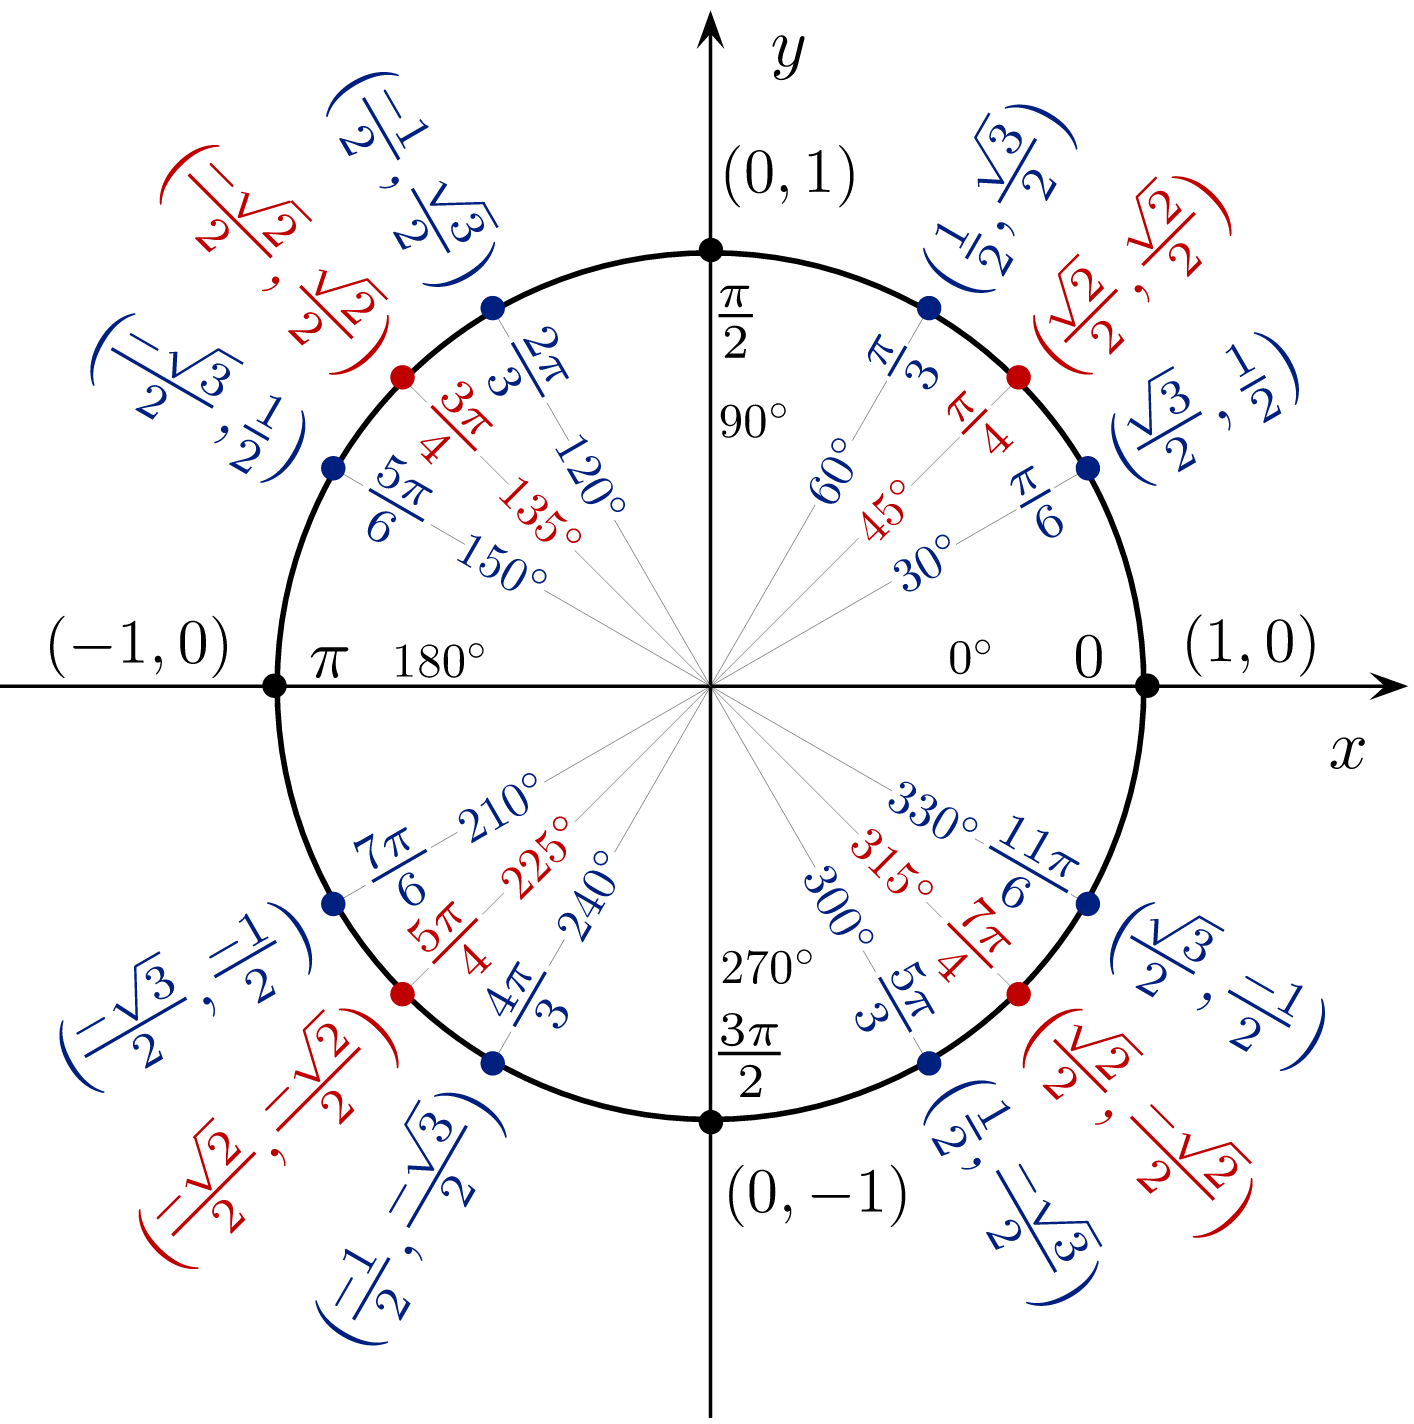 y
(0, 1)
(−1/2, √3/2)
(−√2/2, √2/2)
(−√3/2, 1/2)
(1/2, √3/2)
(√2/2, √2/2)
(√3/2, 1/2)
π/2
90°
2π/3
120°
3π/4
135°
5π/6
150°
π/3
60°
π/4
45°
π/6
30°
(−1, 0)
π
180°
0°
0
(1, 0)
x
7π/6
210°
5π/4
225°
4π/3
240°
270°
3π/2
330°
11π/6
315°
7π/4
300°
5π/3
(−√3/2, −1/2)
(−√2/2, −√2/2)
(−1/2, −√3/2)
(0, −1)
(√3/2, −1/2)
(√2/2, −√2/2)
(1/2, −√3/2)